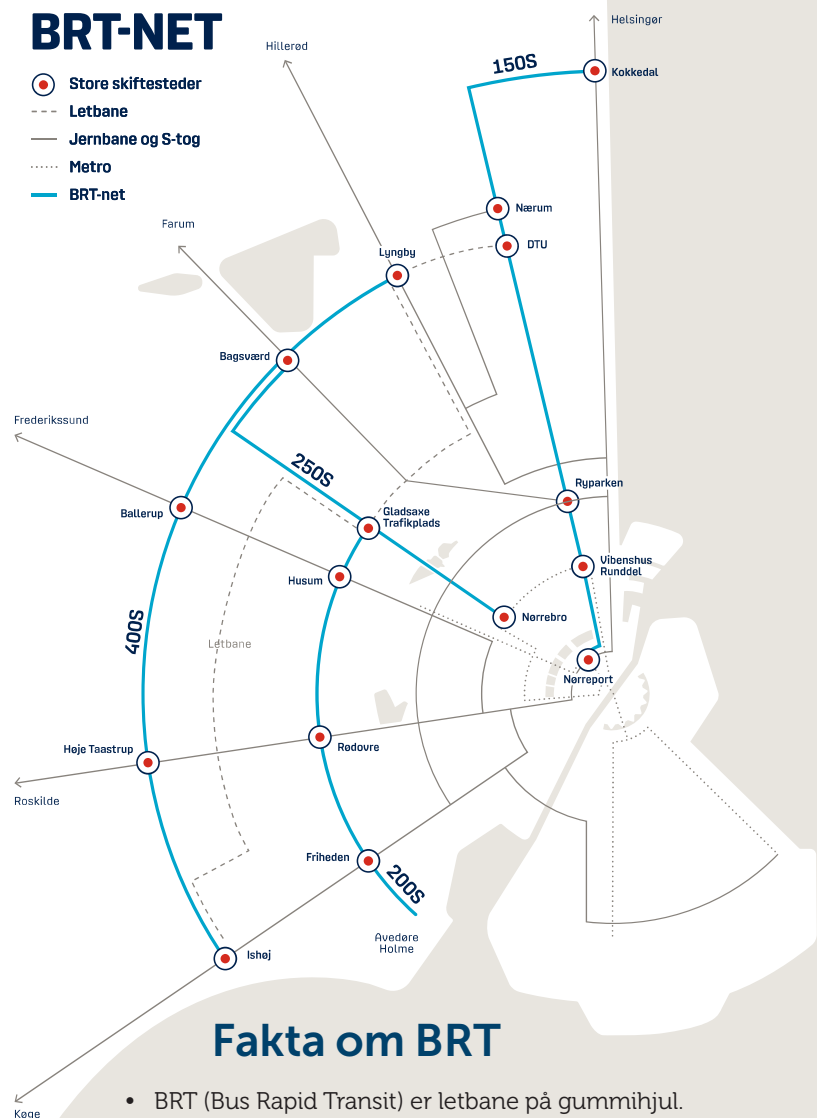 BRT-NET
Store skiftesteder
Letbane
Jernbane og S-tog
Metro
BRT-net
Helsingør
Hillerød
150S
Kokkedal
Nærum
Farum
DTU
Lyngby
Bagsværd
Frederikssund
250S
Ryparken
Ballerup
Gladsaxe
Trafikplads
Vibenshus
Runddel
Husum
Nørrebro
400S
Letbane
Nørreport
Høje Taastrup
Rødovre
Roskilde
Friheden
200S
Avedøre
Holme
Ishøj
Fakta om BRT
• BRT (Bus Rapid Transit) er letbane på gummihjul.
Køge